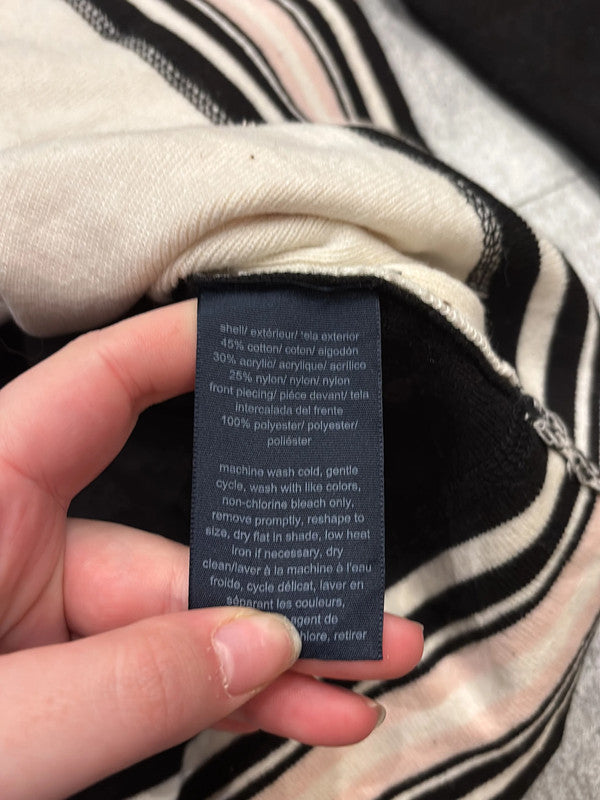 shell/ extérieur/ tela exterior
45% cotton/ coton/ algodón
30% acrylic/ acrylique/ acrílico
25% nylon/ nylon/ nylon
front piecing/ pièce devant/ tela
intercalada del frente
100% polyester/ polyester/
poliéster
machine wash cold, gentle
cycle, wash with like colors,
non-chlorine bleach only,
remove promptly, reshape to
size, dry flat in shade, low heat
iron if necessary, dry
clean/laver à la machine à l'eau
froide, cycle délicat, laver en
séparant les couleurs,
agent de
chlore, retirer